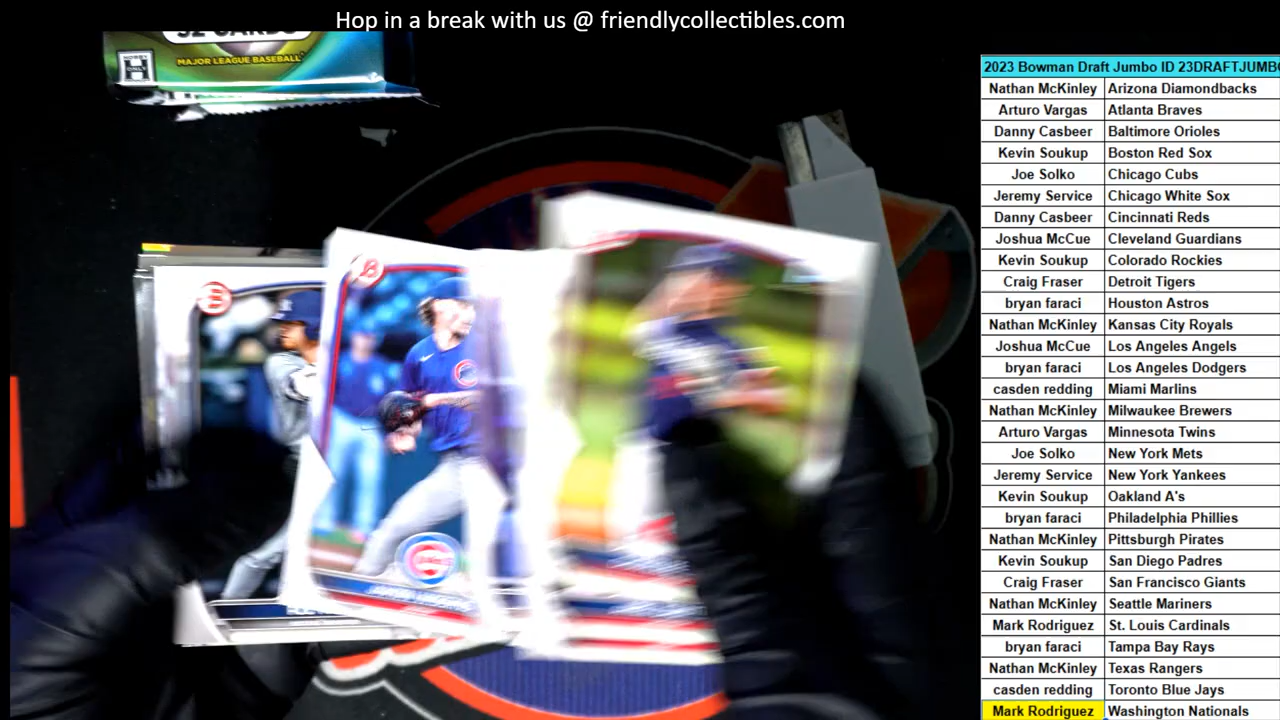 Hop in a break with us @ friendlycollectibles.com
32 CARDS
MAJOR LEAGUE BASEBALL
HOBBY
H
ONLY
2023 Bowman Draft Jumbo ID 23DRAFTJUMBO
Nathan McKinley Arizona Diamondbacks
Arturo Vargas Atlanta Braves
Danny Casbeer Baltimore Orioles
Kevin Soukup Boston Red Sox
Joe Solko Chicago Cubs
Jeremy Service Chicago White Sox
Danny Casbeer Cincinnati Reds
Joshua McCue Cleveland Guardians
Kevin Soukup Colorado Rockies
Craig Fraser Detroit Tigers
bryan faraci Houston Astros
Nathan McKinley Kansas City Royals
Joshua McCue Los Angeles Angels
bryan faraci Los Angeles Dodgers
casden redding Miami Marlins
Nathan McKinley Milwaukee Brewers
Arturo Vargas Minnesota Twins
Joe Solko New York Mets
Jeremy Service New York Yankees
Kevin Soukup Oakland A's
bryan faraci Philadelphia Phillies
Nathan McKinley Pittsburgh Pirates
Kevin Soukup San Diego Padres
Craig Fraser San Francisco Giants
Nathan McKinley Seattle Mariners
Mark Rodriguez St. Louis Cardinals
bryan faraci Tampa Bay Rays
Nathan McKinley Texas Rangers
casden redding Toronto Blue Jays
Mark Rodriguez Washington Nationals